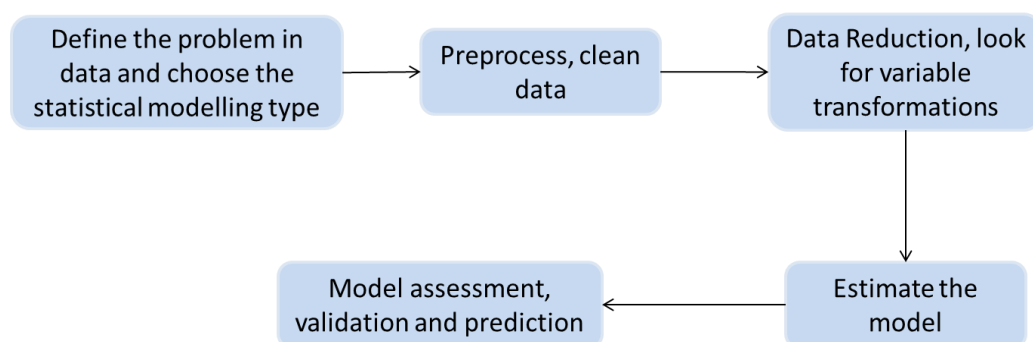 Define the problem in
data and choose the
statistical modelling type
Preprocess, clean
data
Data Reduction, look
for variable
transformations
Estimate the
model
Model assessment,
validation and prediction